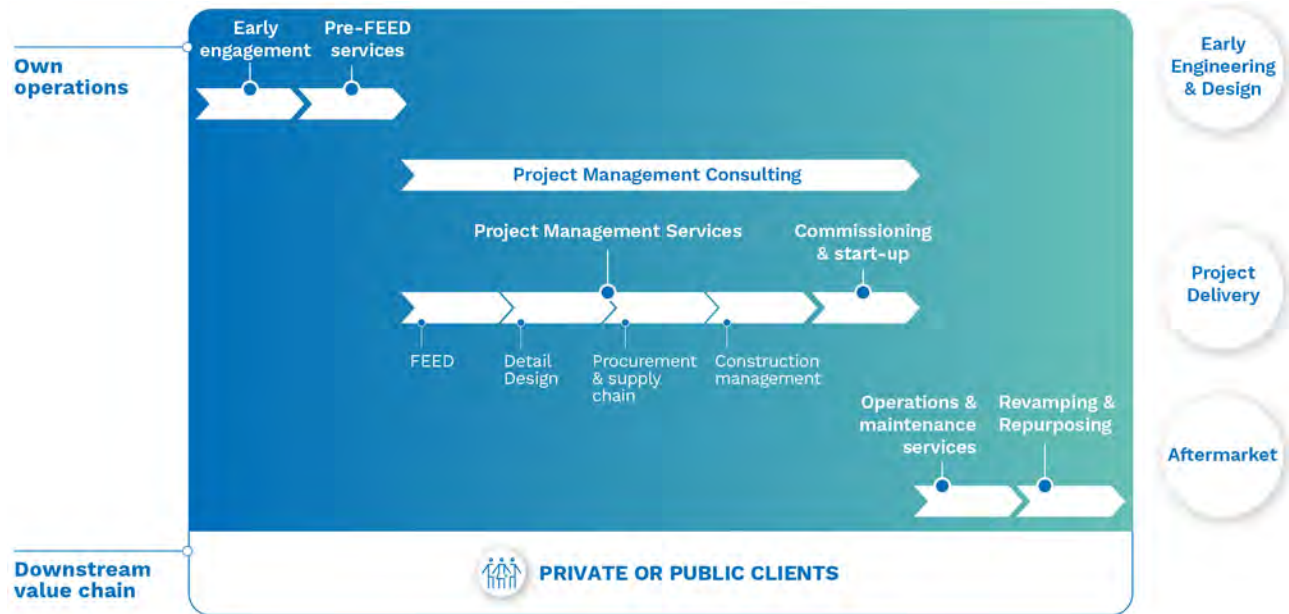 Own
operations
Early
engagement
Pre-FEED
services
Early
Engineering
& Design
Project Management Consulting
Project Management Services
Commissioning
& start-up
FEED
Detail
Design
Procurement
& supply
chain
Construction
management
Project
Delivery
Operations &
maintenance
services
Revamping &
Repurposing
Aftermarket
Downstream
value chain
PRIVATE OR PUBLIC CLIENTS